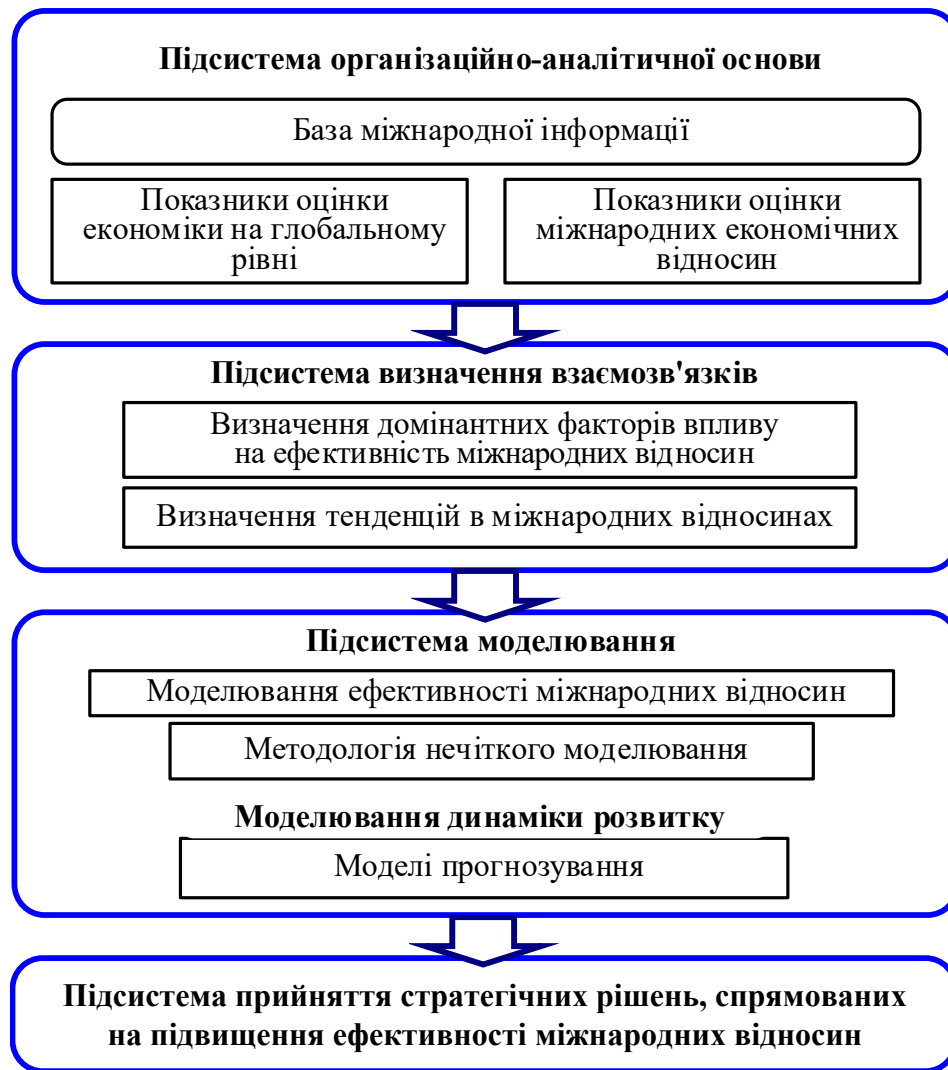 Підсистема організаційно-аналітичної основи
База міжнародної інформації
Показники оцінки
економіки на глобальному
рівні
Показники оцінки
міжнародних економічних
відносин
Підсистема визначення взаємозв'язків
Визначення домінантних факторів впливу
на ефективність міжнародних відносин
Визначення тенденцій в міжнародних відносинах
Підсистема моделювання
Моделювання ефективності міжнародних відносин
Методологія нечіткого моделювання
Моделювання динаміки розвитку
Моделі прогнозування
Підсистема прийняття стратегічних рішень, спрямованих
на підвищення ефективності міжнародних відносин